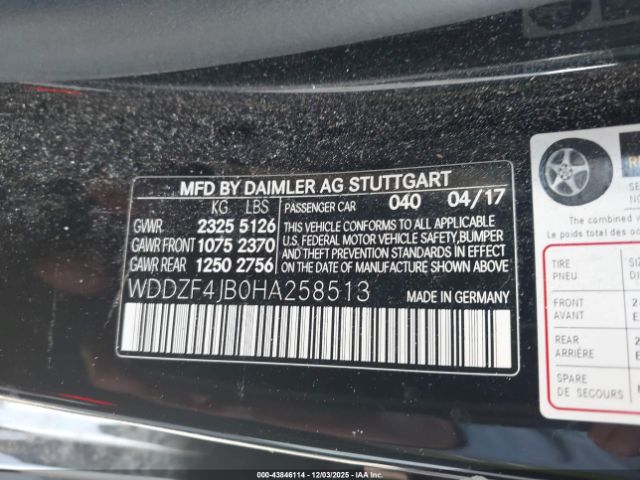 MFD BY DAIMLER AG STUTTGART
KG LBS PASSENGER CAR 040 04/17
GVWR 2325 5126
GAWR FRONT 1075 2370
GAWR REAR 1250 2756
THIS VEHICLE CONFORMS TO ALL APPLICABLE
U.S. FEDERAL MOTOR VEHICLE SAFETY,BUMPER
AND THEFT PREVENTION STANDARDS IN EFFECT
ON THE DATE OF MANUFACTURE SHOWN ABOVE.
WDDZF4JB0HA258513 MADE IN GERMANY
The combined w
Le poids total
TIRE
PNEU
FRONT
AVANT
REAR
ARRIÈRE
SPARE
DE SECOURS
000-43846114 - 12/03/2025 - IAAI.com